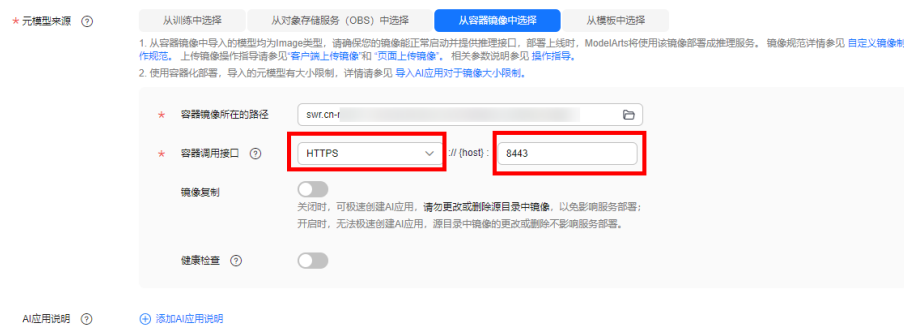 * 元模型来源 ? 从训练中选择 从对象存储服务（OBS）中选择 从容器镜像中选择 从模板中选择
1. 从容器镜像中导入的模型均为Image类型，请确保您的镜像能正常启动并提供推理接口，部署上线时，ModelArts将使用该镜像部署成推理服务。 镜像规范详情参见 自定义镜像制
作规范。 上传镜像操作指导请参见“客户端上传镜像”和 “页面上传镜像”。 相关参数说明参见 操作指导。
2. 使用容器化部署，导入的元模型有大小限制，详情请参见 导入AI应用对于镜像大小限制。
* 容器镜像所在的路径 swr.cn-
* 容器调用接口 ? HTTPS :// {host} : 8443
镜像复制
关闭时，可极速创建AI应用，请勿更改或删除源目录中镜像，以免影响服务部署；
开启时，无法极速创建AI应用，源目录中镜像的更改或删除不影响服务部署。
健康检查 ?
AI应用说明 ? 添加AI应用说明